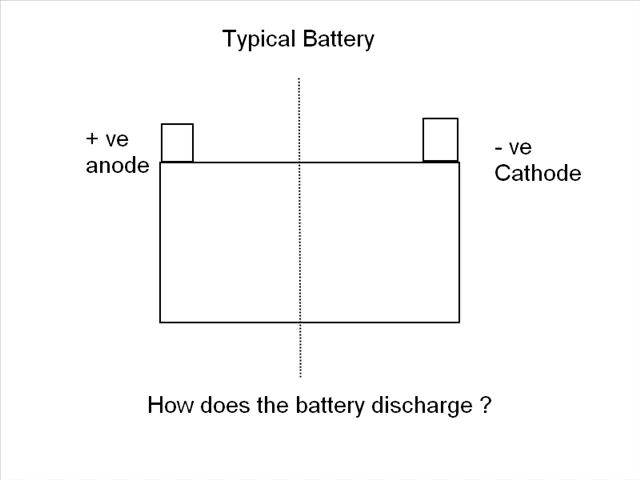 Typical Battery
+ ve
anode
- ve
Cathode
How does the battery discharge ?